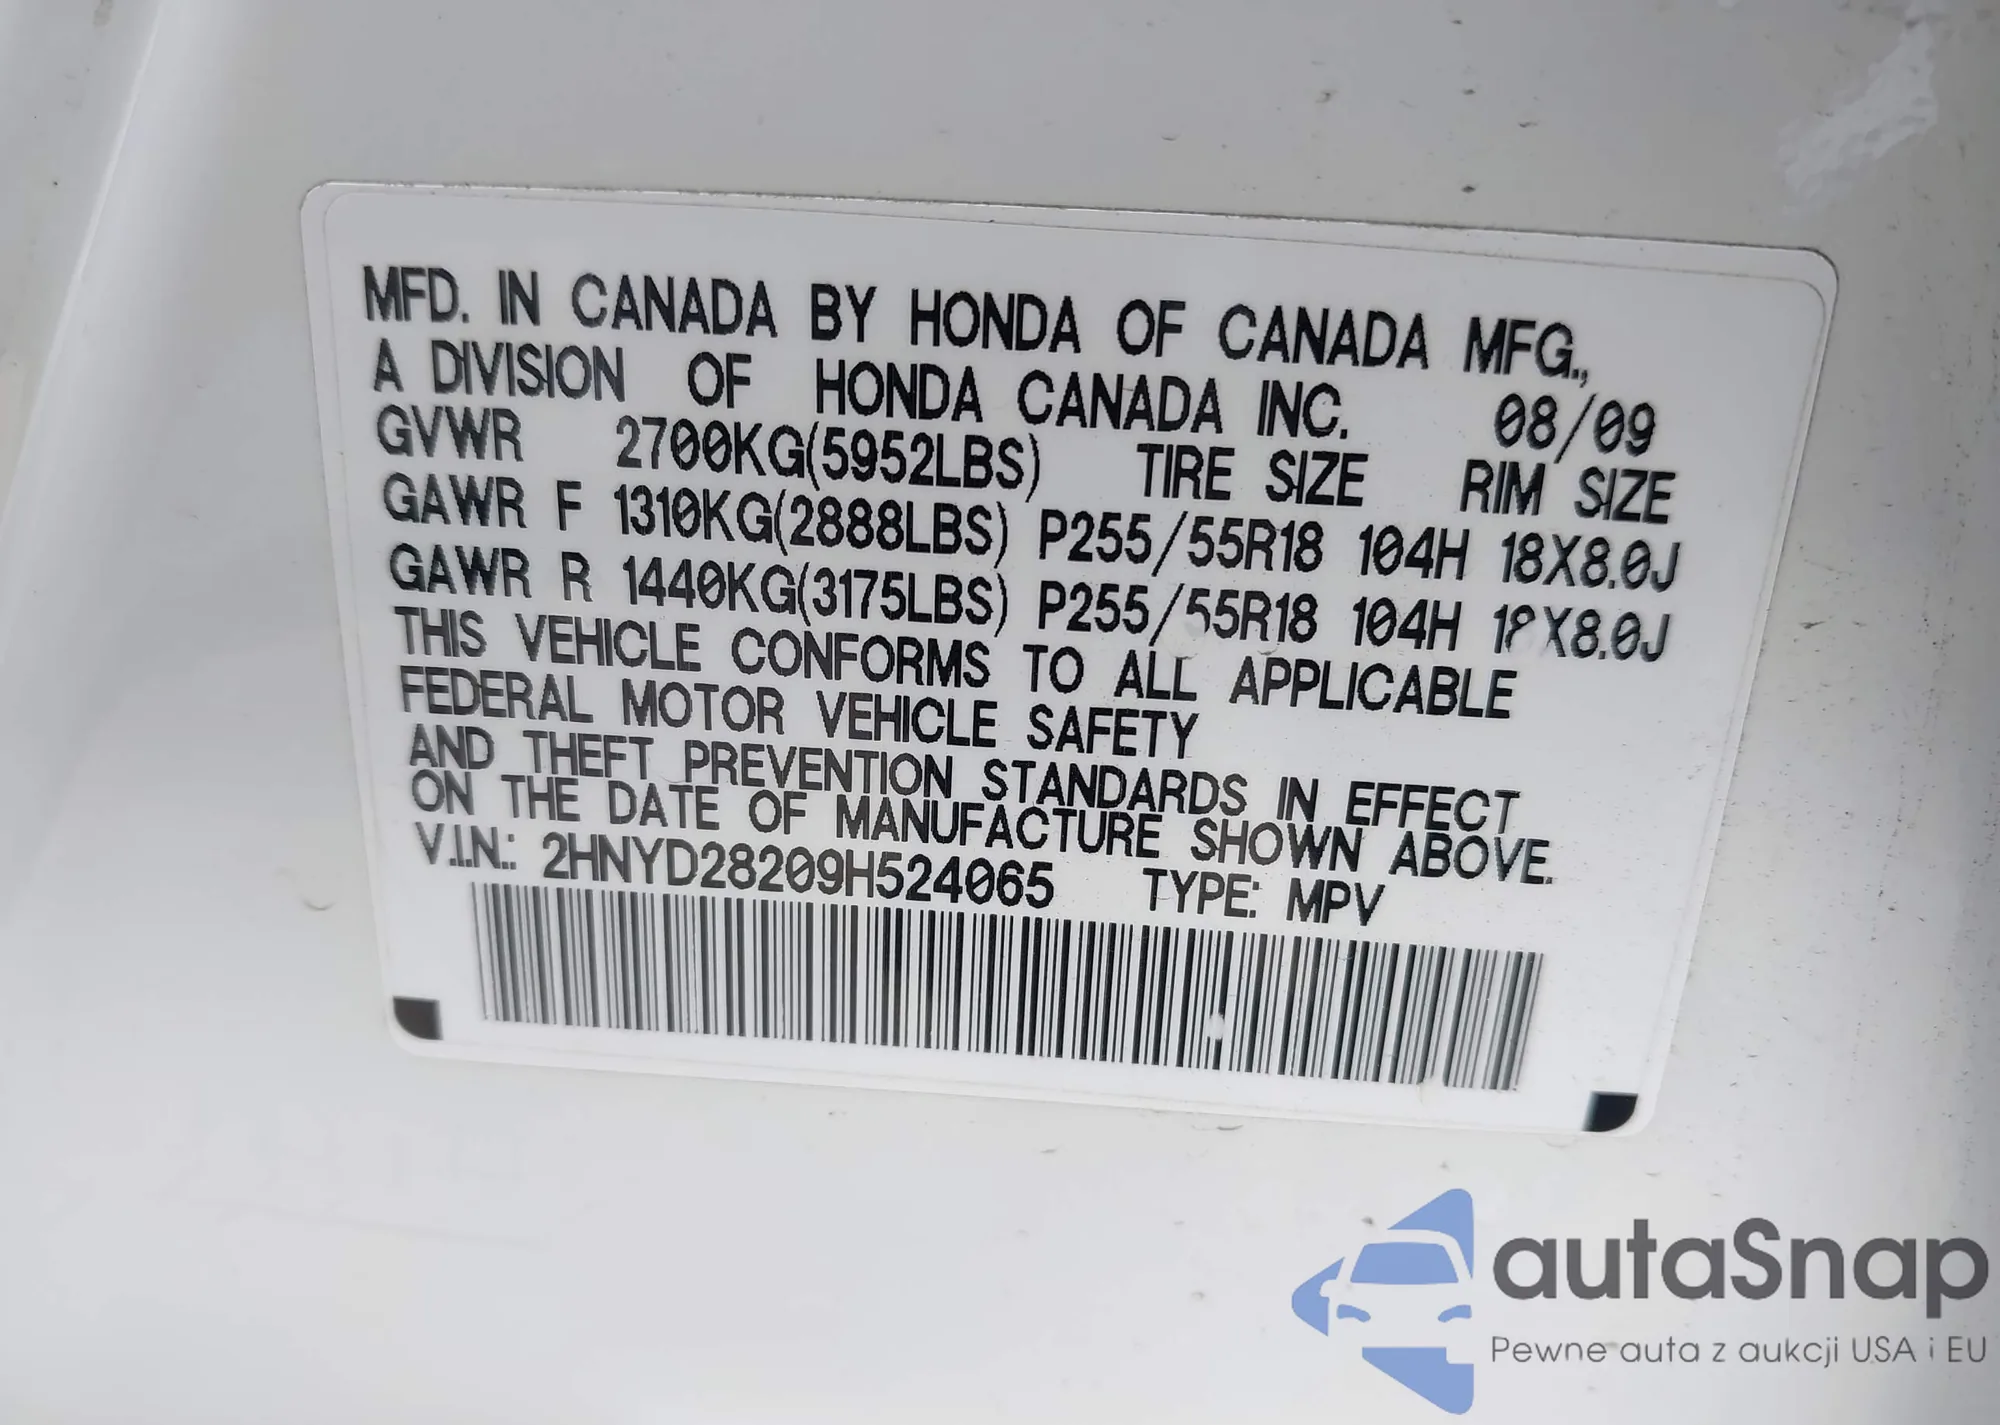 MFD. IN CANADA BY HONDA OF CANADA MFG.,
A DIVISION OF HONDA CANADA INC. 08/09
GVWR 2700KG(5952LBS) TIRE SIZE RIM SIZE
GAWR F 1310KG(2888LBS) P255/55R18 104H 18X8.0J
GAWR R 1440KG(3175LBS) P255/55R18 104H 18X8.0J
THIS VEHICLE CONFORMS TO ALL APPLICABLE
FEDERAL MOTOR VEHICLE SAFETY
AND THEFT PREVENTION STANDARDS IN EFFECT
ON THE DATE OF MANUFACTURE SHOWN ABOVE.
V.I.N.: 2HNYD28209H524065 TYPE: MPV
autaSnap
Pewne auta z aukcji USA i EU